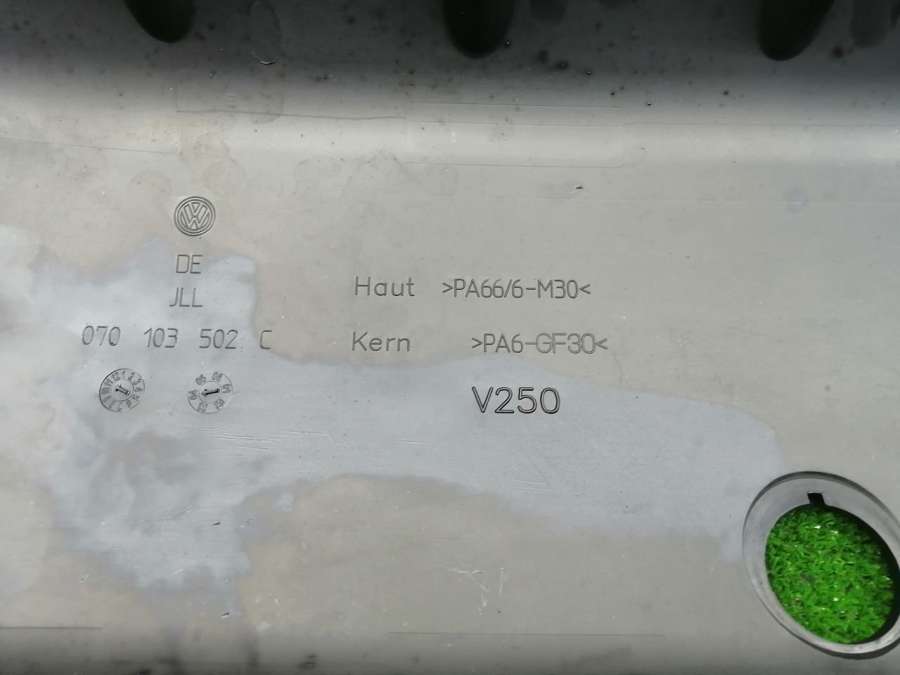 DE
JLL
070 103 502 C
Haut >PA66/6-M30<
Kern >PA6-GF30<
V250